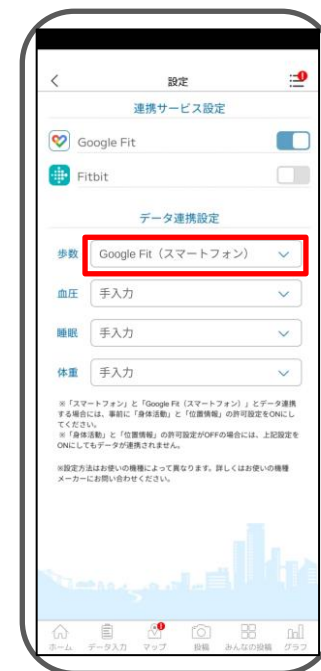 設定
連携サービス設定
Google Fit
Fitbit
データ連携設定
歩数 Google Fit（スマートフォン）
血圧 手入力
睡眠 手入力
体重 手入力
※「スマートフォン」と「Google Fit（スマートフォン）」とデータ連携
する場合には、事前に「身体活動」と「位置情報」の許可設定をONにし
てください。
※「身体活動」と「位置情報」の許可設定がOFFの場合には、上記設定を
ONにしてもデータが連携されません。
※設定方法はお使いの機種によって異なります。詳しくはお使いの機種
メーカーにお問い合わせください。
ホーム データ入力 マップ 投稿 みんなの投稿 グラフ